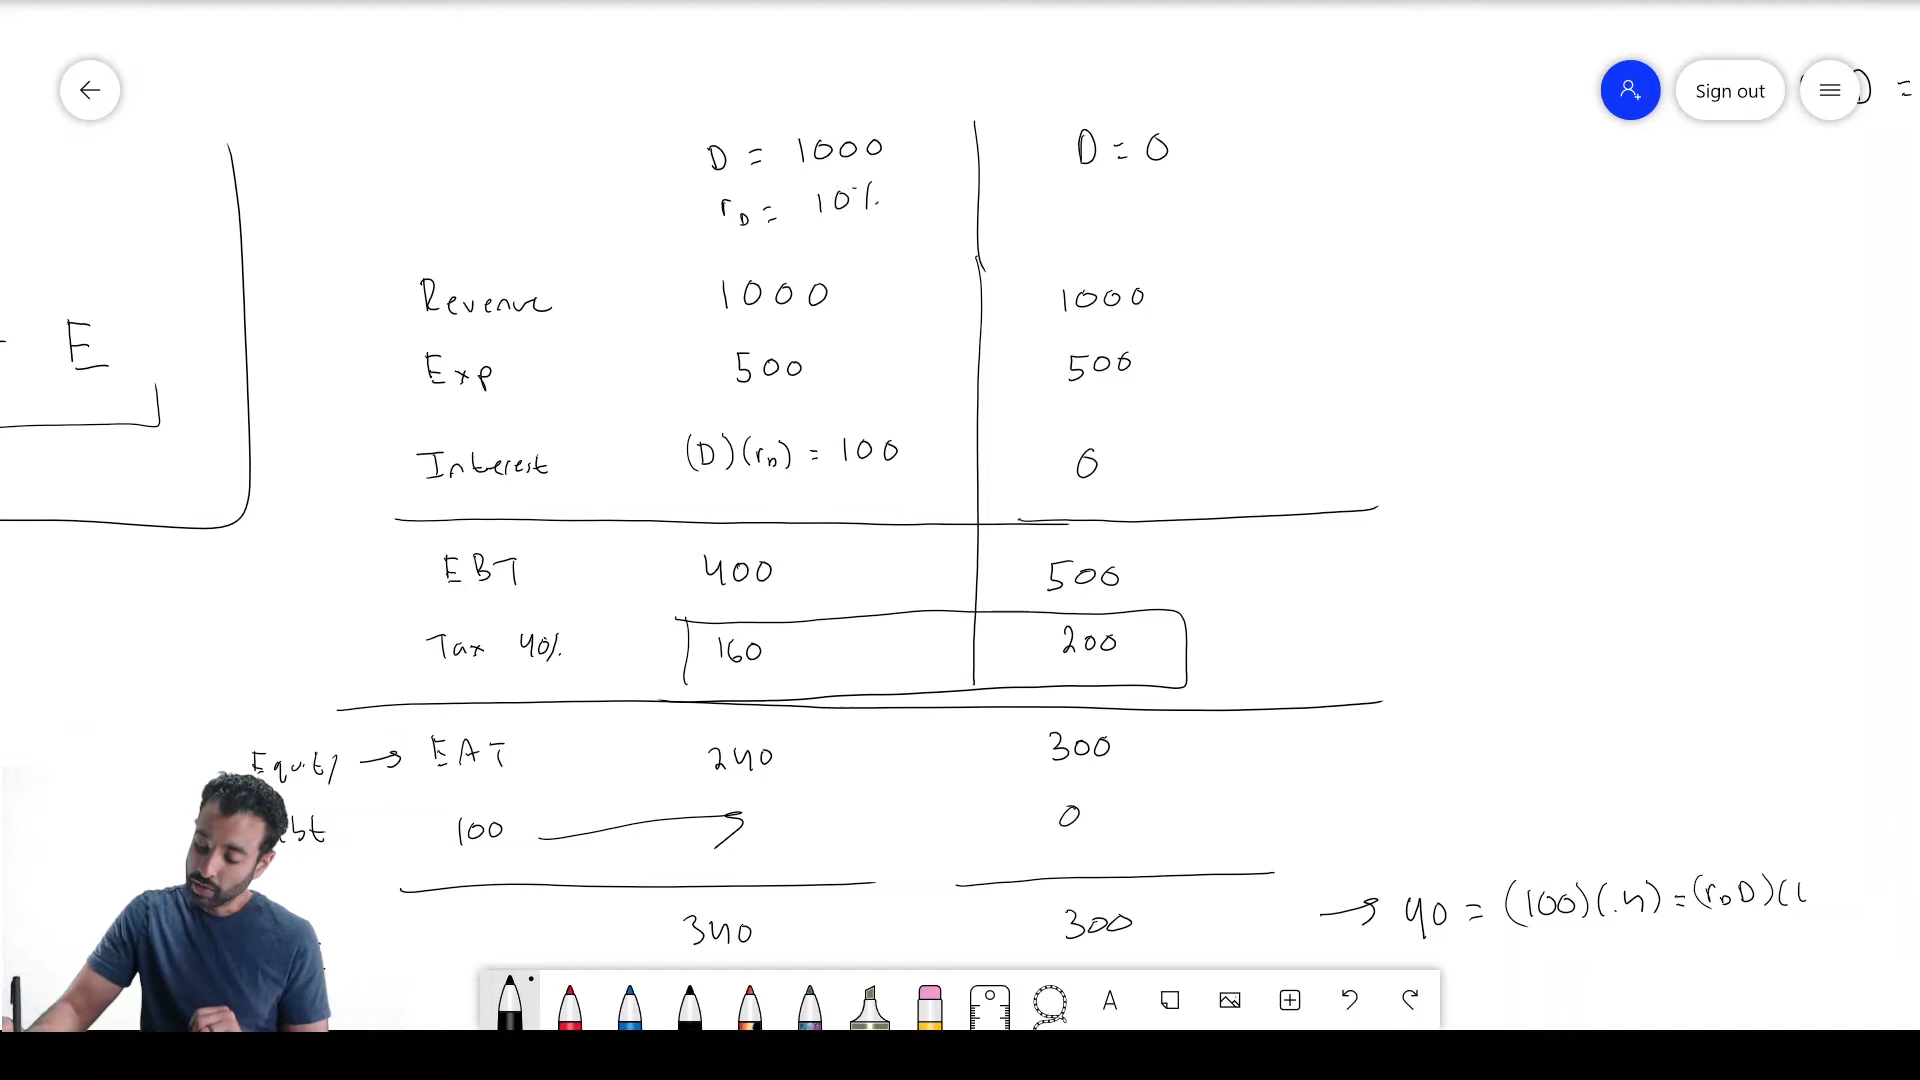 Sign out
D = 1000
D = 0
r_D = 10%
Revenue 1000 1000
E
Exp 500 500
Interest (D)(r_D) = 100 0
EBT 400 500
Tax 40% 160 200
Equity → EAT 240 300
ebt 100 → 0
340 300
→ 40 = (100)(.4) = (r_D D)(